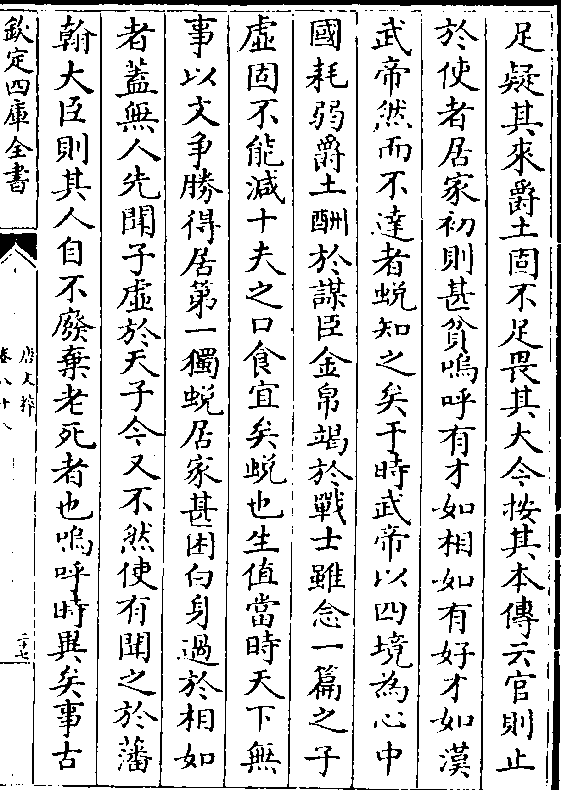 足疑其來爵土固不足畏其大今按其本傳云官則止
於使者居家初則甚貧嗚呼有才如相如有好才如漢
武帝然而不達者蛻知之矣于時武帝以四境為心中
國耗弱爵土酬於謀臣金帛竭於戰士雖念一篇之子
虛固不能減十夫之口食宜矣蛻也生值當時天下無
事以文爭勝得居第一獨蛻居家甚困白身過於相如
者蓋無人先聞子虛於天子今又不然使有聞之於藩
翰大臣則其人自不廢棄老死者也嗚呼時異矣事古
欽定四庫全書
唐文粹
卷八十八
二十七